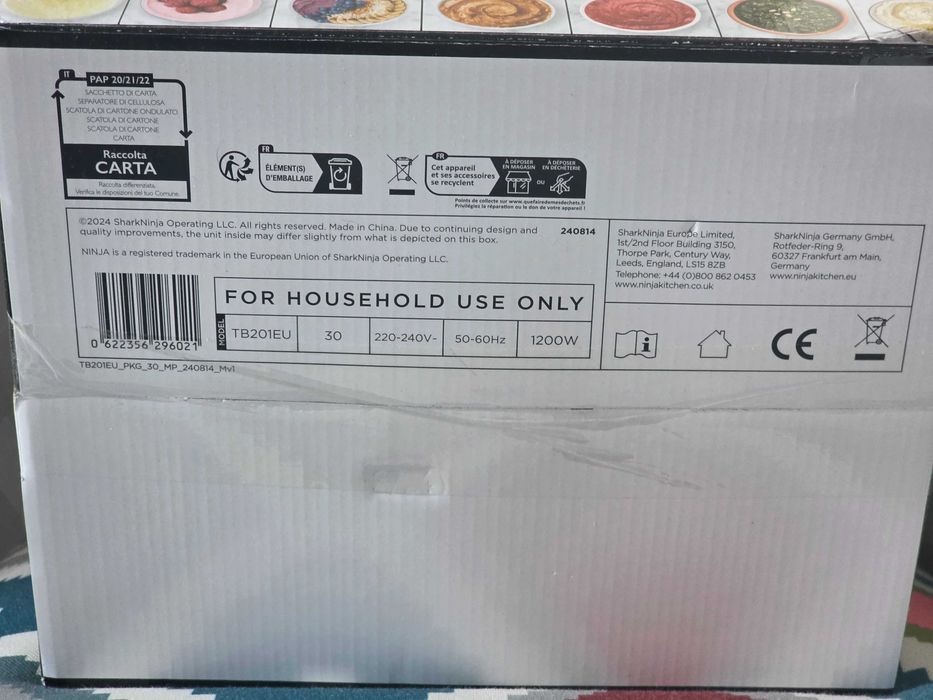 IT
PAP 20/21/22
SACCHETTO DI CARTA
SEPARATORE DI CELLULOSA
SCATOLA DI CARTONE ONDULATO
SCATOLA DI CARTONE
SCATOLA DI CARTONE
CARTA
Raccolta
CARTA
Raccolta differenziata.
Verifica le disposizioni del tuo Comune.
FR
ÉLÉMENT(S)
D'EMBALLAGE
FR
Cet appareil
et ses accessoires
se recyclent
À DÉPOSER
EN MAGASIN
OU
À DÉPOSER
EN DÉCHÈTERIE
Points de collecte sur www.quefairedemesdechets.fr
Privilégiez la réparation ou le don de votre appareil !
©2024 SharkNinja Operating LLC. All rights reserved. Made in China. Due to continuing design and
quality improvements, the unit inside may differ slightly from what is depicted on this box.
240814
NINJA is a registered trademark in the European Union of SharkNinja Operating LLC.
0 622356 296021
FOR HOUSEHOLD USE ONLY
MODEL
TB201EU
30
220-240V~
50-60Hz
1200W
TB201EU_PKG_30_MP_240814_Mv1
SharkNinja Europe Limited,
1st/2nd Floor Building 3150,
Thorpe Park, Century Way,
Leeds, England, LS15 8ZB
Telephone: +44 (0)800 862 0453
www.ninjakitchen.co.uk
SharkNinja Germany GmbH,
Rotfeder-Ring 9,
60327 Frankfurt am Main,
Germany
www.ninjakitchen.eu
i
CE